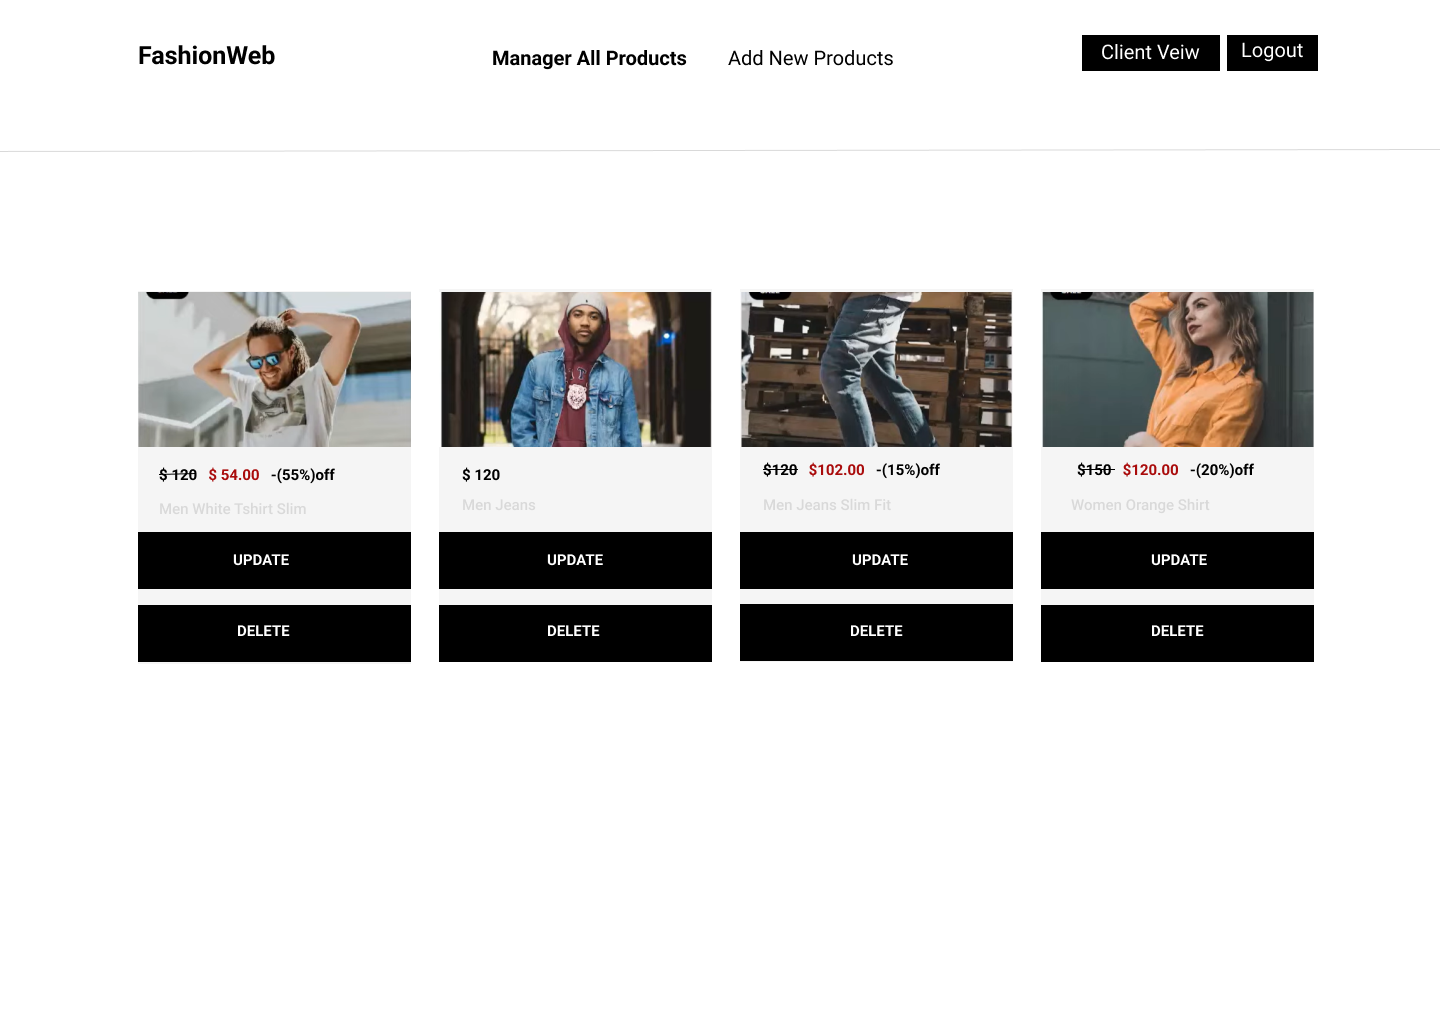 FashionWeb
Manager All Products
Add New Products
Client Veiw
Logout
$ 120 $ 54.00 -(55%)off
Men White Tshirt Slim
UPDATE
DELETE
$ 120
Men Jeans
UPDATE
DELETE
$120 $102.00 -(15%)off
Men Jeans Slim Fit
UPDATE
DELETE
$150 $120.00 -(20%)off
Women Orange Shirt
UPDATE
DELETE